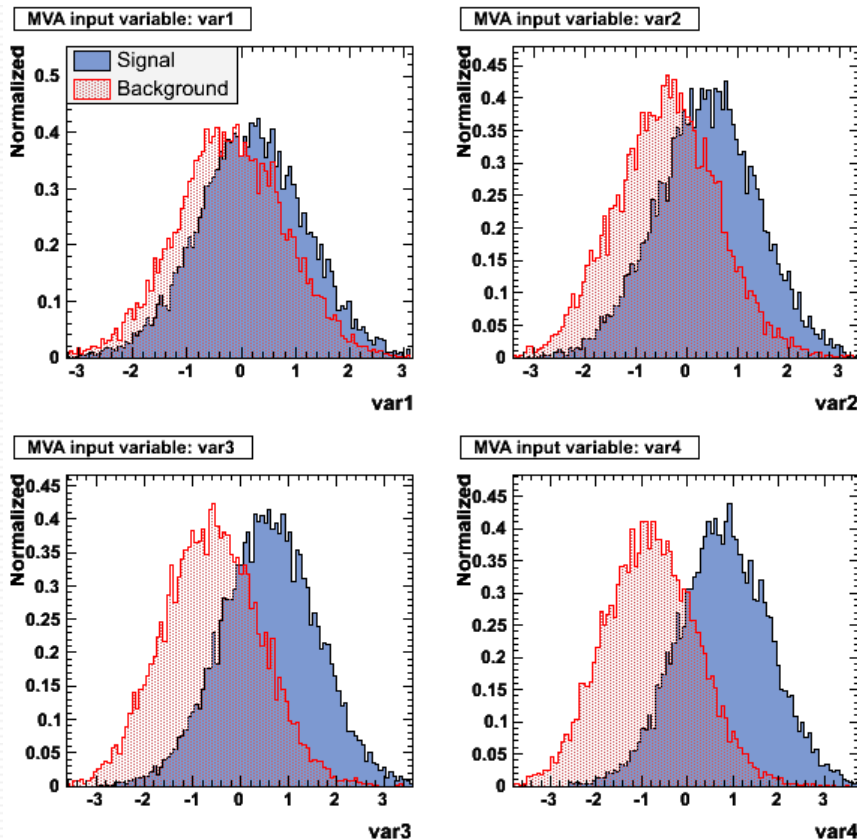 MVA input variable: var1
Normalized
0.5
0.4
0.3
0.2
0.1
0
Signal
Background
-3 -2 -1 0 1 2 3
var1
MVA input variable: var2
Normalized
0.45
0.4
0.35
0.3
0.25
0.2
0.15
0.1
0.05
0
-3 -2 -1 0 1 2 3
var2
MVA input variable: var3
Normalized
0.45
0.4
0.35
0.3
0.25
0.2
0.15
0.1
0.05
0
-3 -2 -1 0 1 2 3
var3
MVA input variable: var4
Normalized
0.45
0.4
0.35
0.3
0.25
0.2
0.15
0.1
0.05
0
-3 -2 -1 0 1 2 3
var4